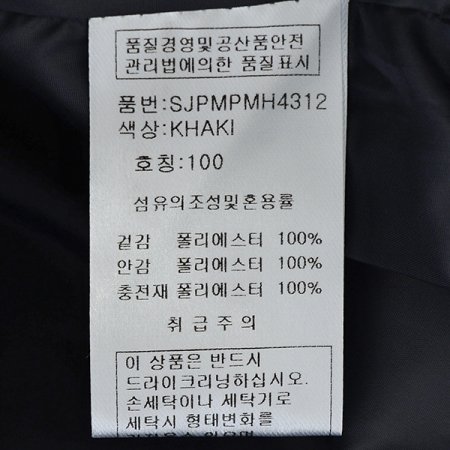 품질경영및공산품안전
관리법에의한 품질표시
품번:SJPMPMH4312
색상:KHAKI
호칭:100
섬유의조성및혼용률
겉감 폴리에스터 100%
안감 폴리에스터 100%
충전재 폴리에스터 100%
취급주의
이 상품은 반드시
드라이크리닝하십시오.
손세탁이나 세탁기로
세탁시 형태변화를